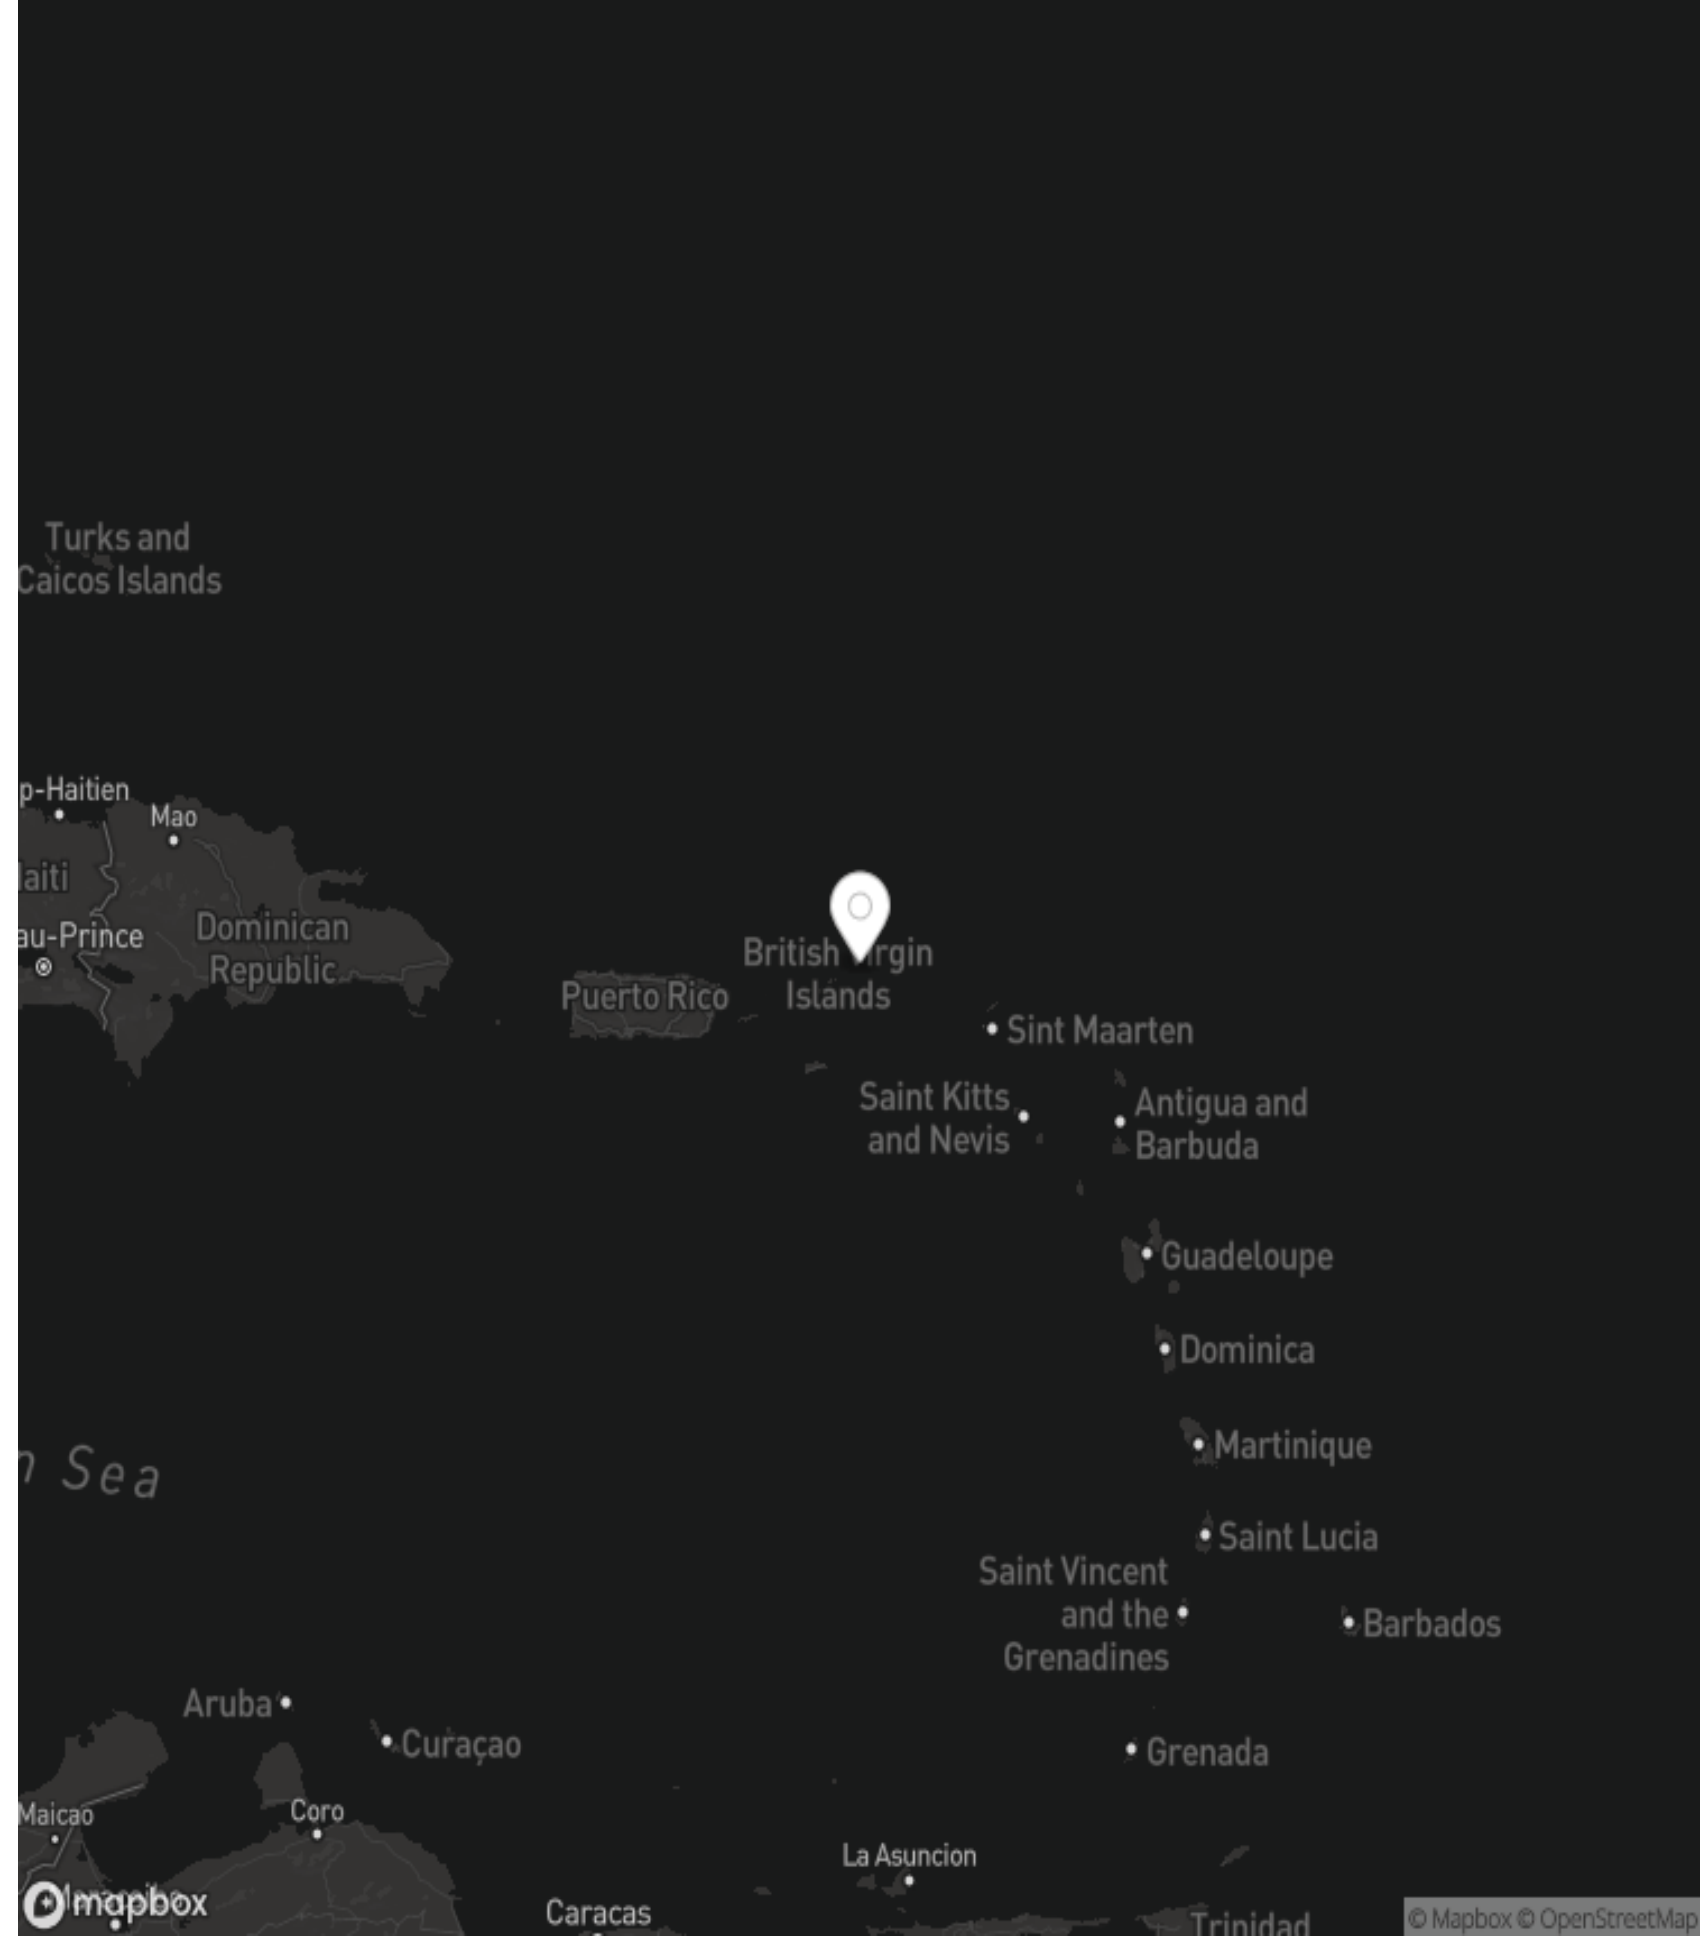 Turks and
Caicos Islands
p-Haitien
Mao
aiti
au-Prince
Dominican
Republic
Puerto Rico
British Virgin
Islands
Sint Maarten
Saint Kitts
and Nevis
Antigua and
Barbuda
Guadeloupe
Dominica
Martinique
n Sea
Saint Lucia
Saint Vincent
and the
Grenadines
Barbados
Aruba
Curaçao
Grenada
Maicao
Coro
La Asuncion
Maracaibo
mapbox
Caracas
Trinidad
© Mapbox © OpenStreetMap